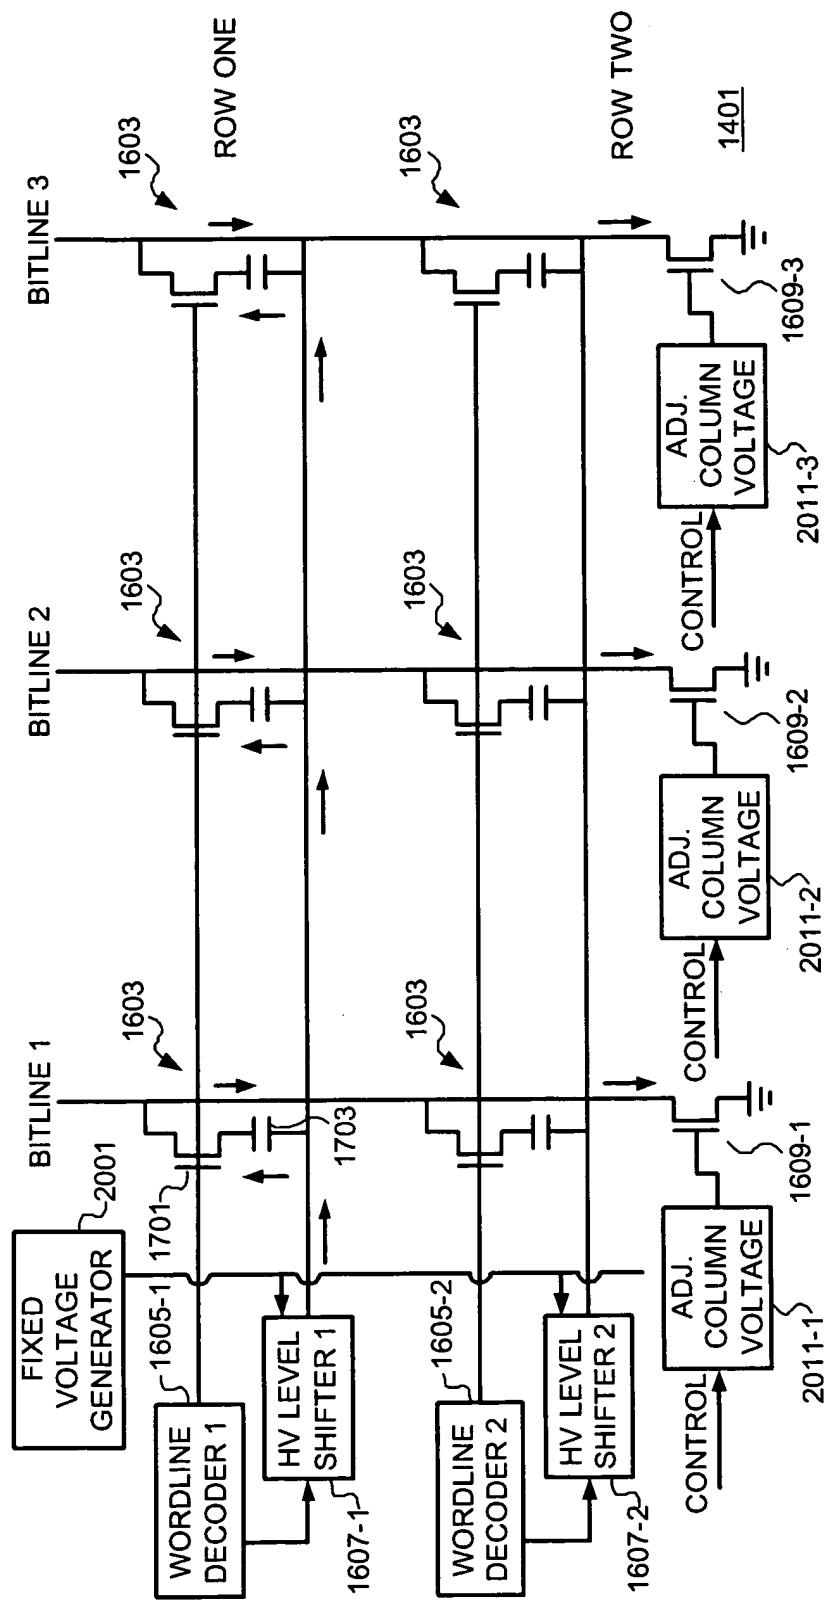 FIXED
VOLTAGE
GENERATOR
2001
BITLINE 1
BITLINE 2
BITLINE 3
WORDLINE
DECODER 1
1605-1
1701
1603
1603
1603
HV LEVEL
SHIFTER 1
1607-1
1703
ROW ONE
WORDLINE
DECODER 2
1605-2
1603
1603
1603
HV LEVEL
SHIFTER 2
1607-2
ROW TWO
CONTROL
ADJ.
COLUMN
VOLTAGE
2011-1
1609-1
CONTROL
ADJ.
COLUMN
VOLTAGE
2011-2
1609-2
CONTROL
ADJ.
COLUMN
VOLTAGE
2011-3
1609-3
1401